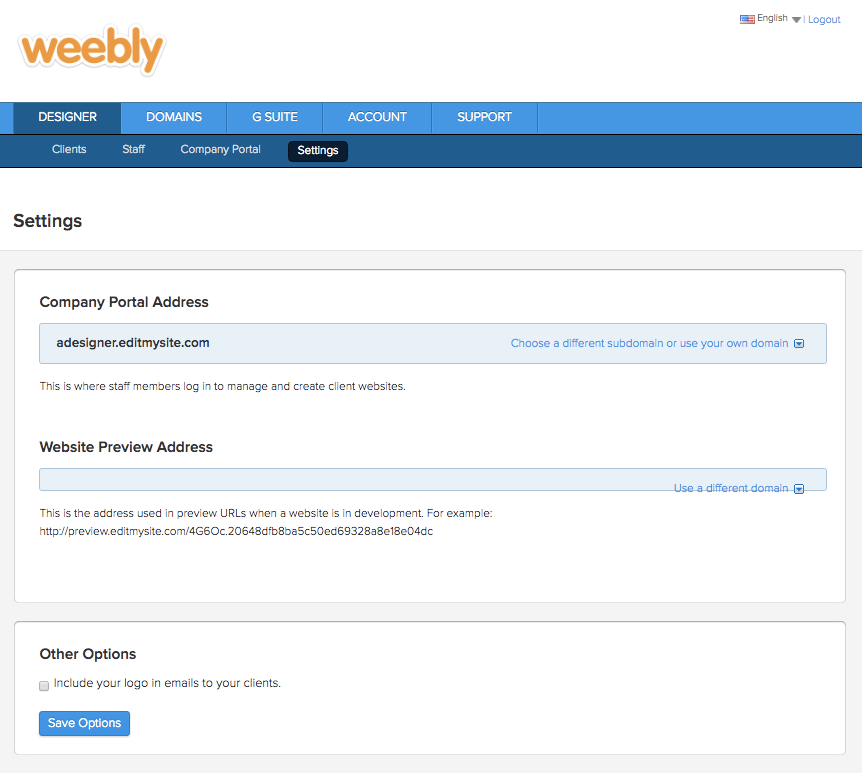 English | Logout
weebly
DESIGNER DOMAINS G SUITE ACCOUNT SUPPORT
Clients Staff Company Portal Settings
Settings
Company Portal Address
adesigner.editmysite.com Choose a different subdomain or use your own domain
This is where staff members log in to manage and create client websites.
Website Preview Address
Use a different domain
This is the address used in preview URLs when a website is in development. For example:
http://preview.editmysite.com/4G6Oc.20648dfb8ba5c50ed69328a8e18e04dc
Other Options
Include your logo in emails to your clients.
Save Options